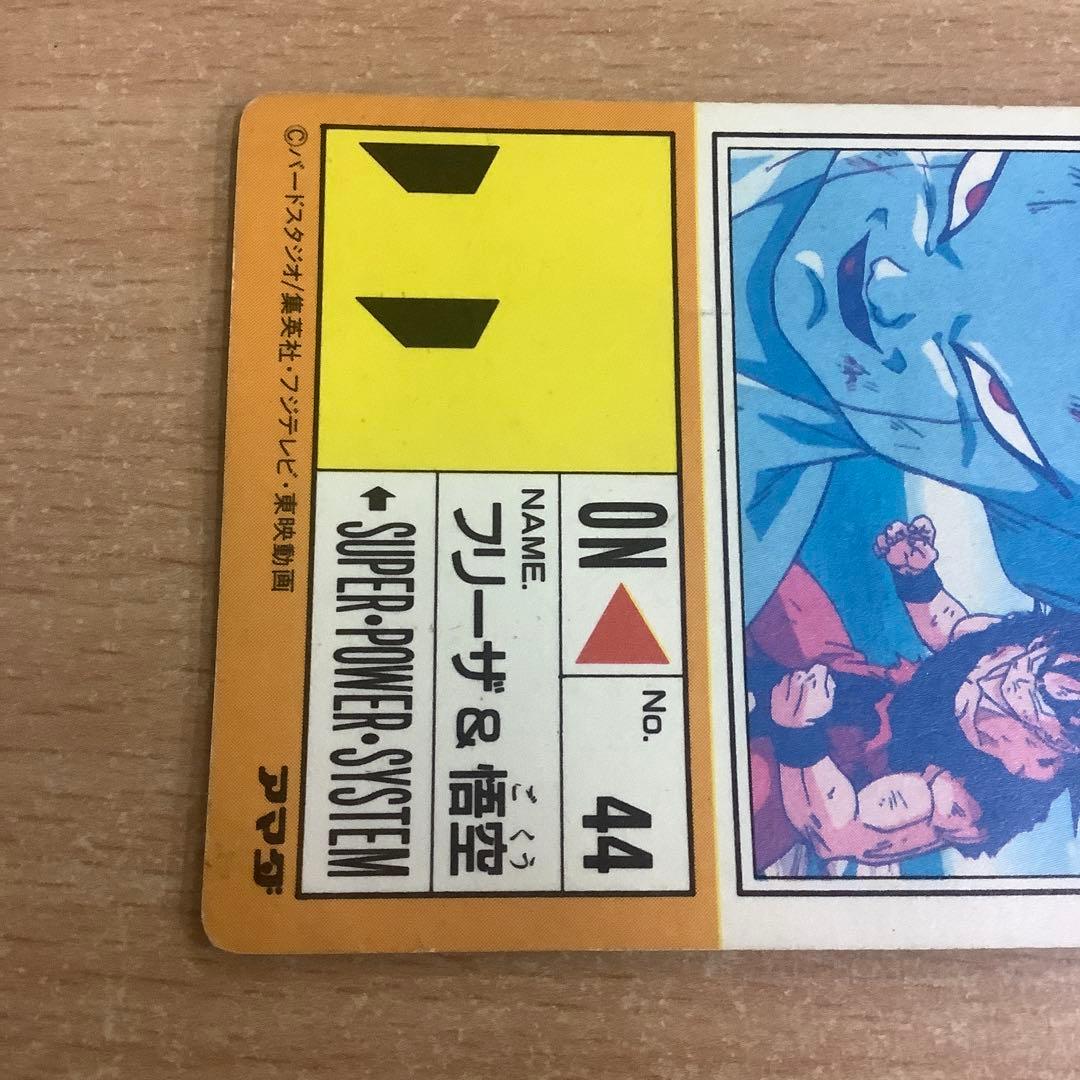 ON
No. 44
NAME.
フリーザ & 悟空
ごくう
SUPER・POWER・SYSTEM
©バードスタジオ/集英社・フジテレビ・東映動画
アマダ